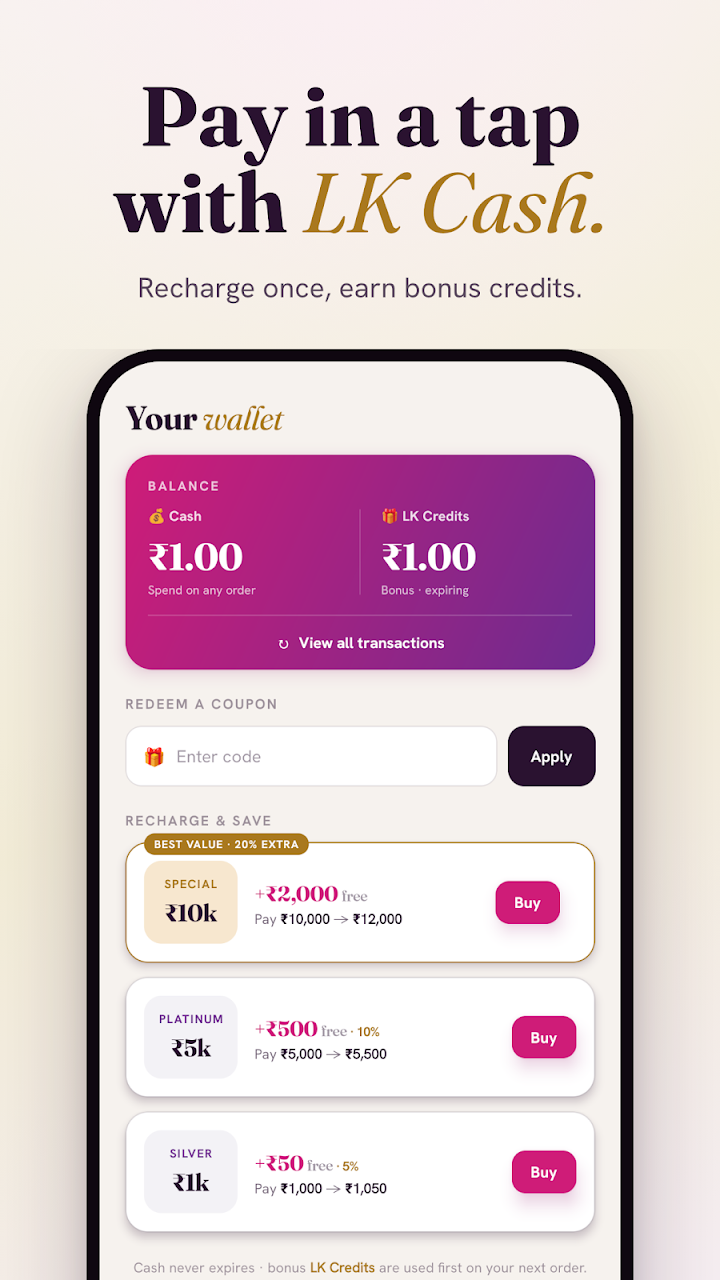 Pay in a tap
with LK Cash.
Recharge once, earn bonus credits.
Your wallet
BALANCE
💰 Cash
₹1.00
Spend on any order
🎁 LK Credits
₹1.00
Bonus · expiring
↻ View all transactions
REDEEM A COUPON
🎁 Enter code
Apply
RECHARGE & SAVE
BEST VALUE · 20% EXTRA
SPECIAL
₹10k
+₹2,000 free
Pay ₹10,000 → ₹12,000
Buy
PLATINUM
₹5k
+₹500 free · 10%
Pay ₹5,000 → ₹5,500
Buy
SILVER
₹1k
+₹50 free · 5%
Pay ₹1,000 → ₹1,050
Buy
Cash never expires · bonus LK Credits are used first on your next order.